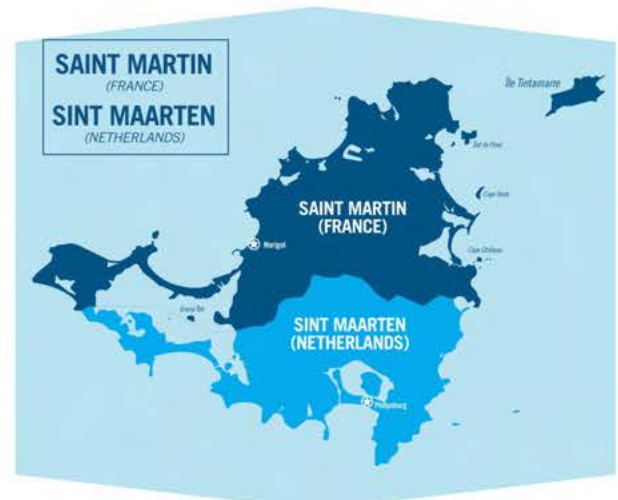 SAINT MARTIN
(FRANCE)
SINT MAARTEN
(NETHERLANDS)
Île Tintamarre
SAINT MARTIN
(FRANCE)
Marigot
SINT MAARTEN
(NETHERLANDS)
Philipsburg